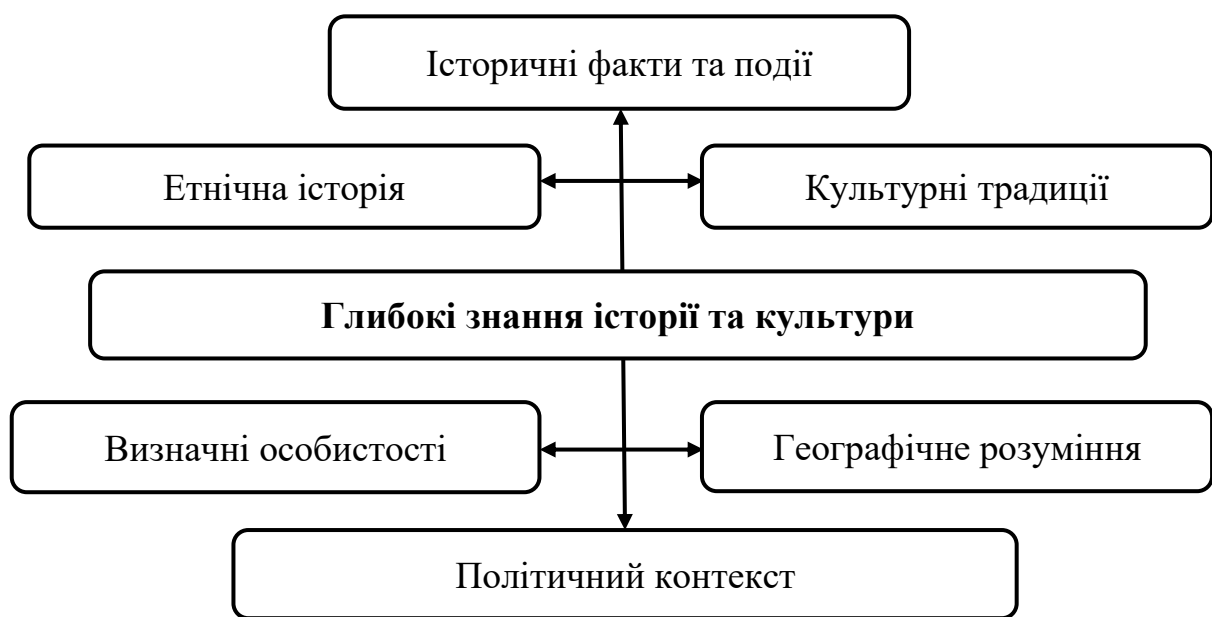 Історичні факти та події
Етнічна історія
Культурні традиції
Глибокі знання історії та культури
Визначні особистості
Географічне розуміння
Політичний контекст